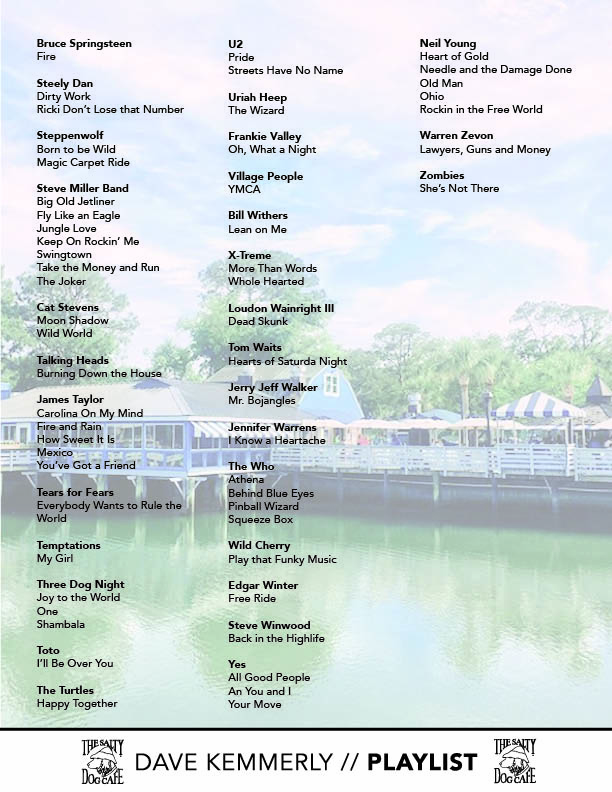 Bruce Springsteen
Fire
Steely Dan
Dirty Work
Ricki Don't Lose that Number
Steppenwolf
Born to be Wild
Magic Carpet Ride
Steve Miller Band
Big Old Jetliner
Fly Like an Eagle
Jungle Love
Keep On Rockin' Me
Swingtown
Take the Money and Run
The Joker
Cat Stevens
Moon Shadow
Wild World
Talking Heads
Burning Down the House
James Taylor
Carolina On My Mind
Fire and Rain
How Sweet It Is
Mexico
You've Got a Friend
Tears for Fears
Everybody Wants to Rule the
World
Temptations
My Girl
Three Dog Night
Joy to the World
One
Shambala
Toto
I'll Be Over You
The Turtles
Happy Together
U2
Pride
Streets Have No Name
Uriah Heep
The Wizard
Frankie Valley
Oh, What a Night
Village People
YMCA
Bill Withers
Lean on Me
X-Treme
More Than Words
Whole Hearted
Loudon Wainright III
Dead Skunk
Tom Waits
Hearts of Saturda Night
Jerry Jeff Walker
Mr. Bojangles
Jennifer Warrens
I Know a Heartache
The Who
Athena
Behind Blue Eyes
Pinball Wizard
Squeeze Box
Wild Cherry
Play that Funky Music
Edgar Winter
Free Ride
Steve Winwood
Back in the Highlife
Yes
All Good People
An You and I
Your Move
Neil Young
Heart of Gold
Needle and the Damage Done
Old Man
Ohio
Rockin in the Free World
Warren Zevon
Lawyers, Guns and Money
Zombies
She's Not There
THE SALTY
DOG CAFE
DAVE KEMMERLY // PLAYLIST
THE SALTY
DOG CAFE